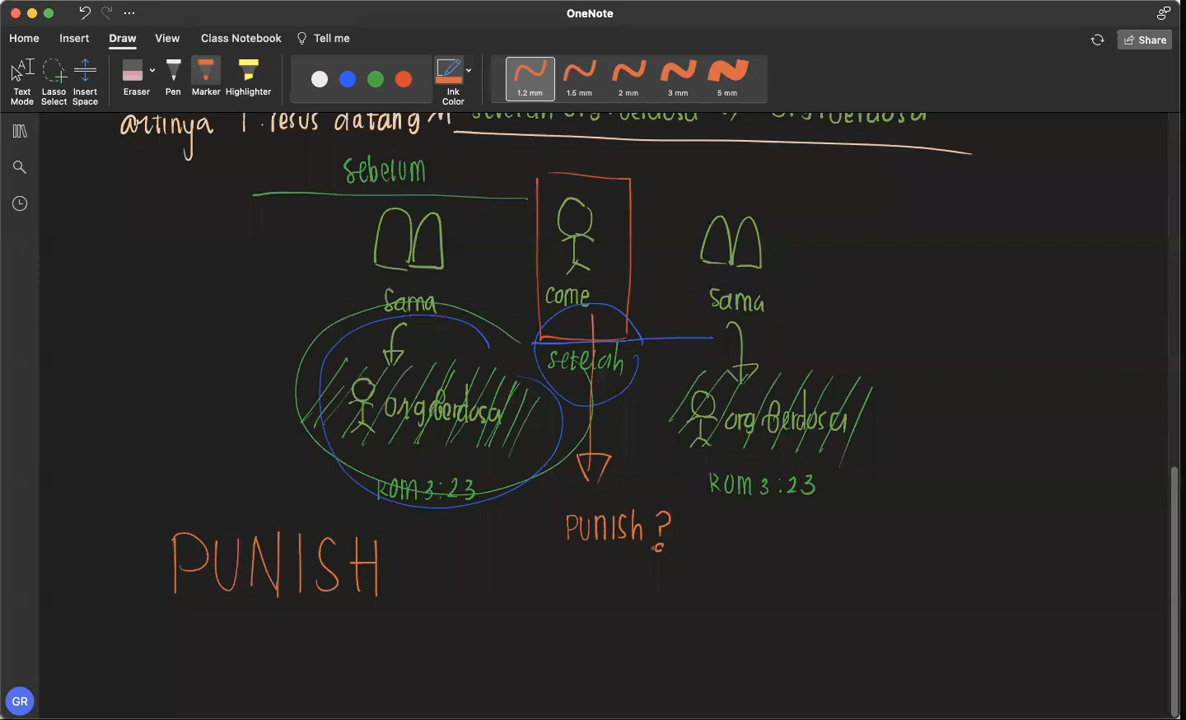 OneNote
Home Insert Draw View Class Notebook Tell me Share
Text Mode Lasso Select Insert Space Eraser Pen Marker Highlighter Ink Color 1.2 mm 1.5 mm 2 mm 3 mm 5 mm
artinya datang
sebelum
come
sama sama
setelah
org Berdosa org Berdosa
ROM 3:23 ROM 3:23
PUNISH?
PUNISH
GR